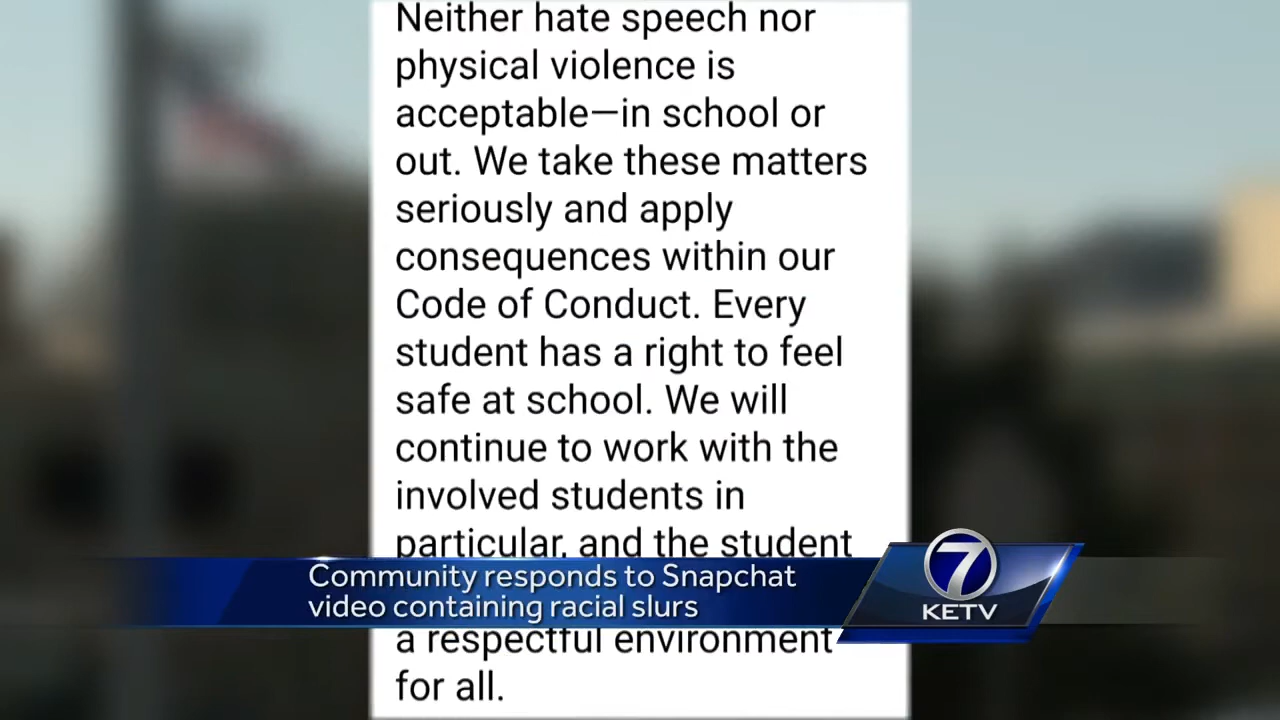 Neither hate speech nor
physical violence is
acceptable—in school or
out. We take these matters
seriously and apply
consequences within our
Code of Conduct. Every
student has a right to feel
safe at school. We will
continue to work with the
involved students in
particular, and the student
Community responds to Snapchat
video containing racial slurs
7
KETV
a respectful environment
for all.